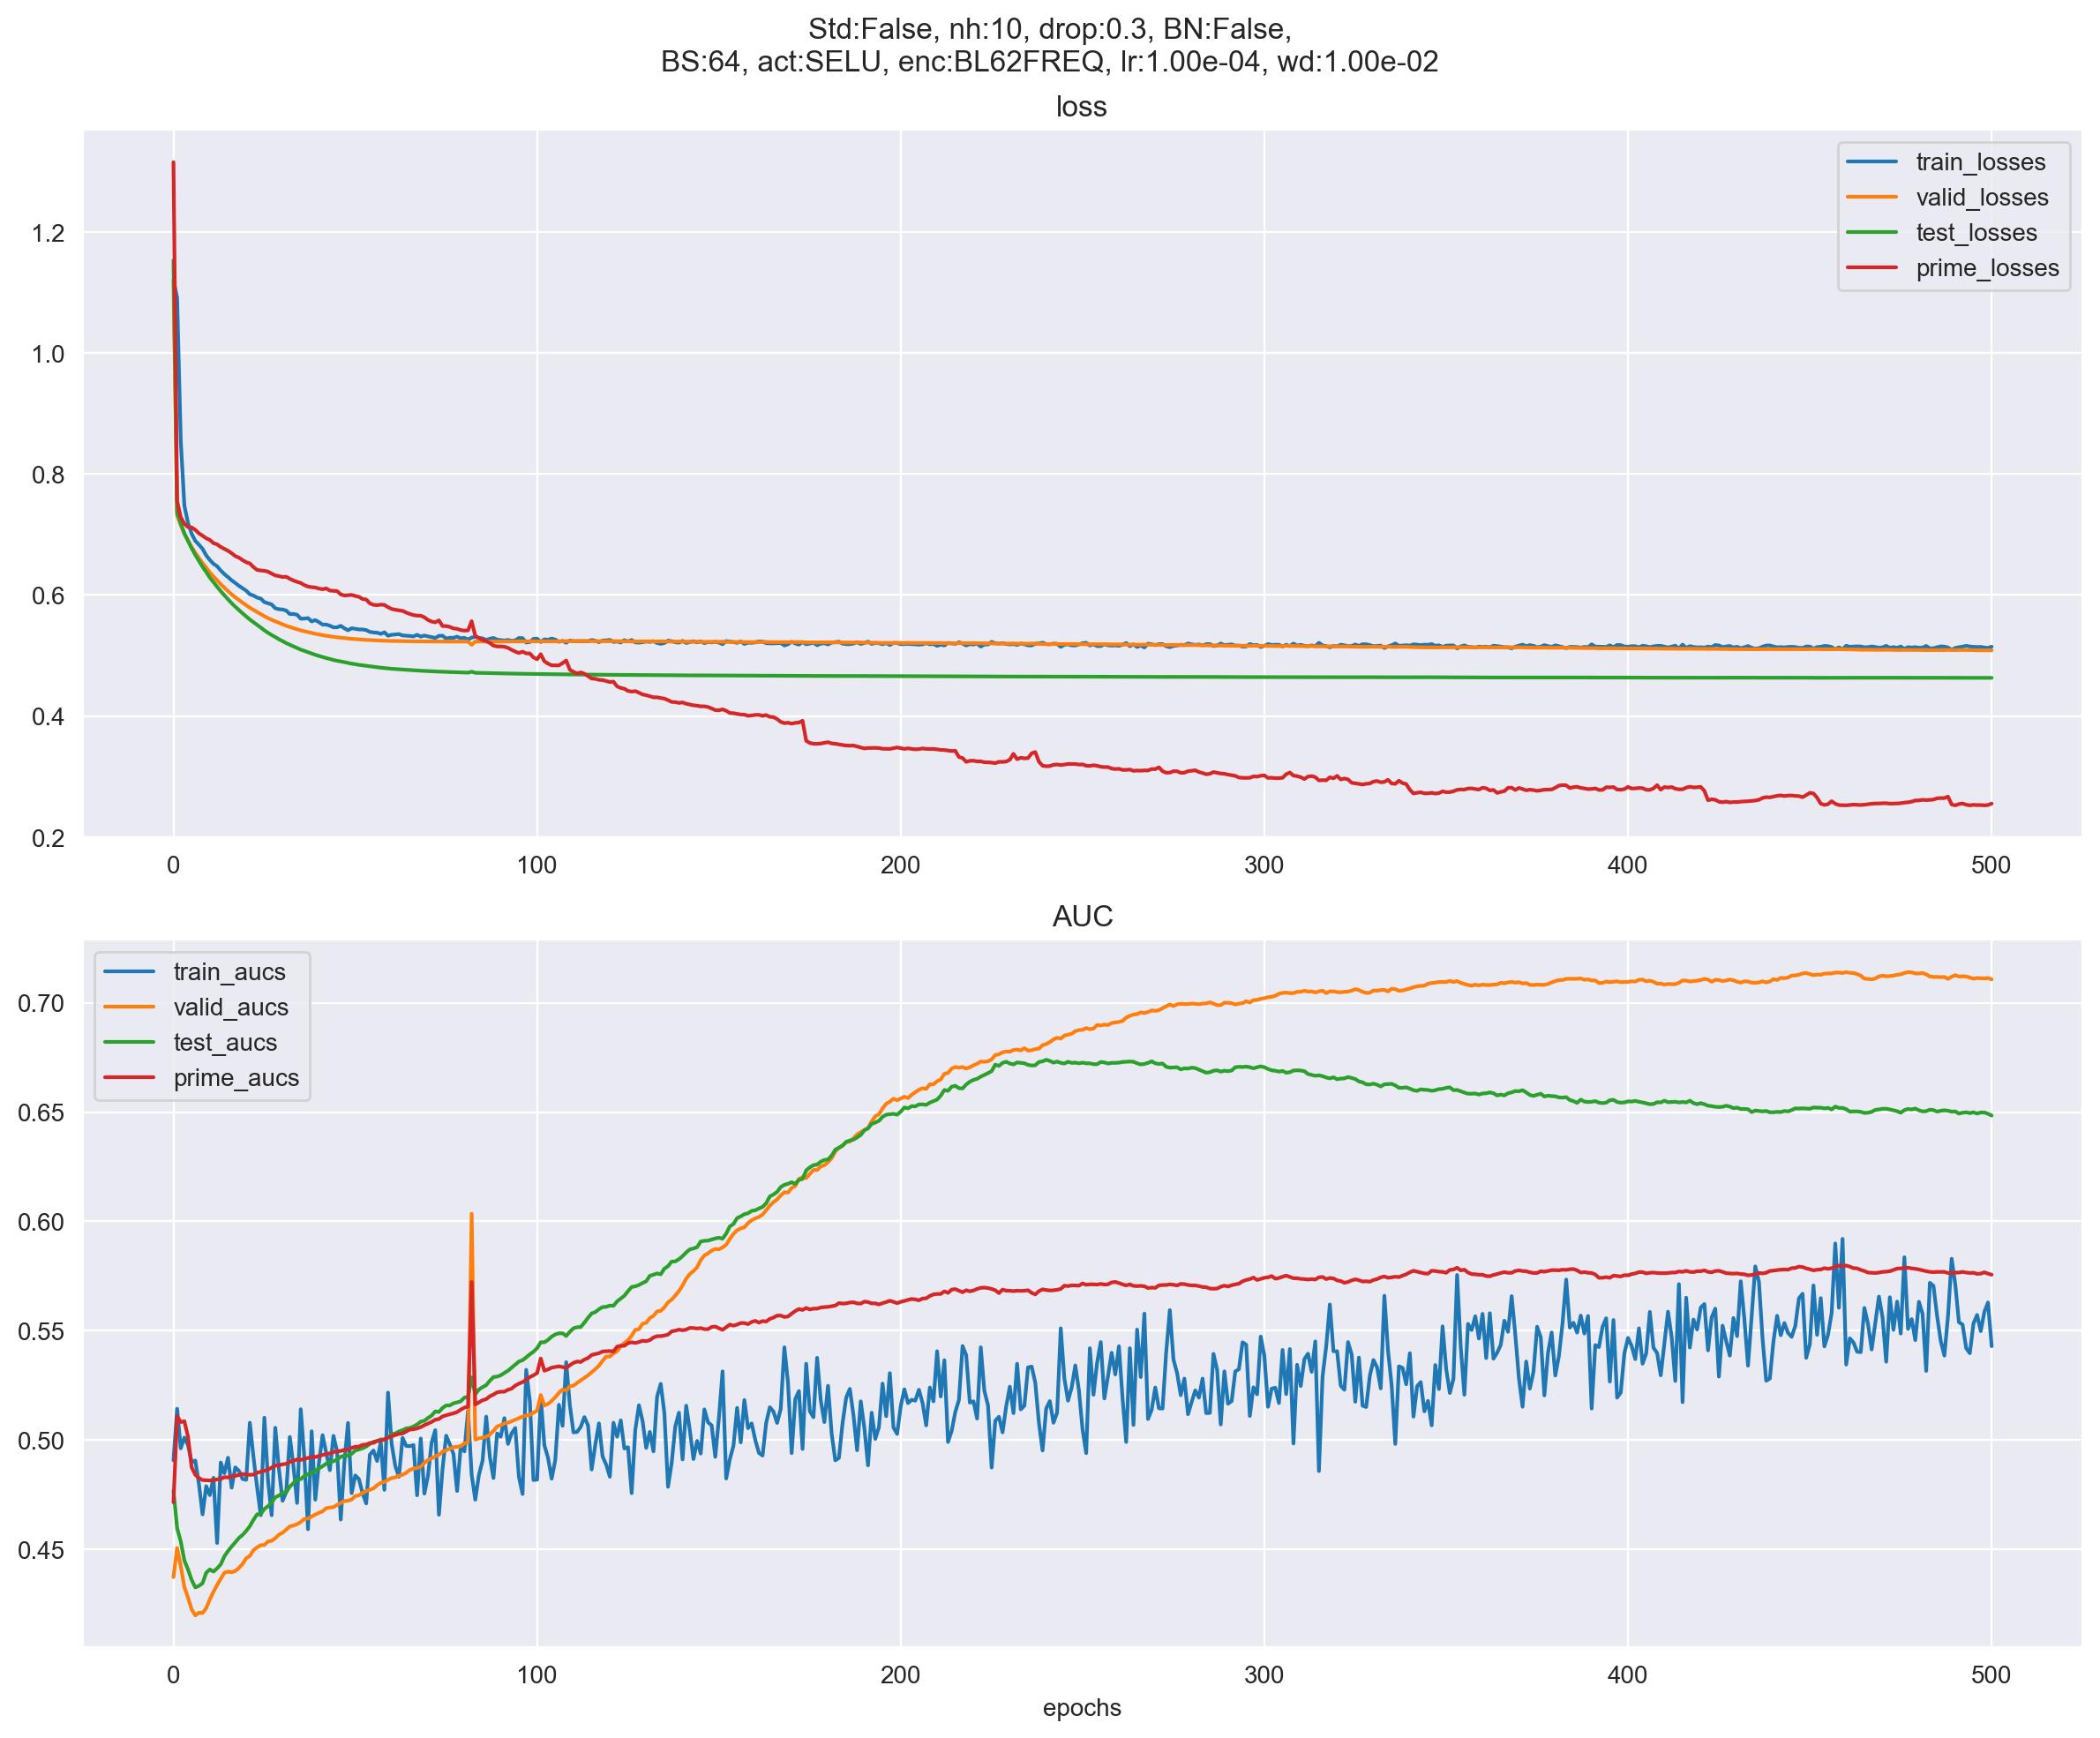 Std:False, nh:10, drop:0.3, BN:False,
BS:64, act:SELU, enc:BL62FREQ, lr:1.00e-04, wd:1.00e-02
loss
train_losses
valid_losses
test_losses
prime_losses
1.2
1.0
0.8
0.6
0.4
0.2
0 100 200 300 400 500
AUC
train_aucs
valid_aucs
test_aucs
prime_aucs
0.70
0.65
0.60
0.55
0.50
0.45
0 100 200 300 400 500
epochs